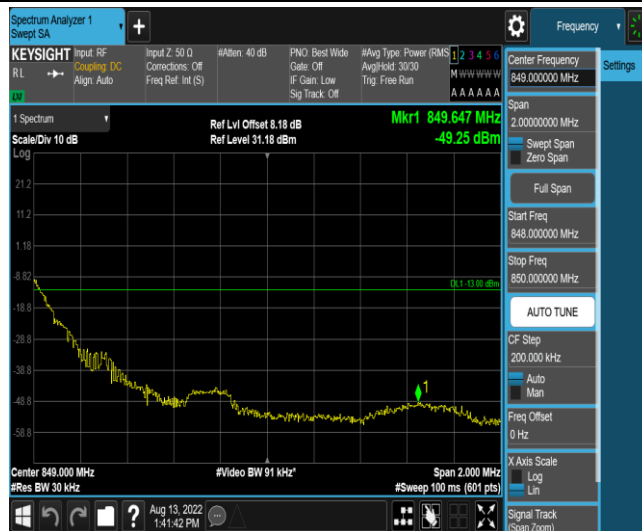 Spectrum Analyzer 1
Swept SA
+
Frequency
KEYSIGHT
RL
LV
Input: RF
Coupling: DC
Align: Auto
Input Z: 50 Ω
Corrections: Off
Freq Ref: Int (S)
#Atten: 40 dB
PNO: Best Wide
Gate: Off
IF Gain: Low
Sig Track: Off
#Avg Type: Power (RMS
Avg|Hold: 30/30
Trig: Free Run
1 2 3 4 5 6
M W W W W W
A A A A A A
1 Spectrum
Scale/Div 10 dB
Ref Lvl Offset 8.18 dB
Ref Level 31.18 dBm
Mkr1 849.647 MHz
-49.25 dBm
Log
21.2
11.2
1.18
-8.82
-18.8
-28.8
-38.8
-48.8
-58.8
DL1 -13.00 dBm
1
Center 849.000 MHz
#Res BW 30 kHz
#Video BW 91 kHz*
Span 2.000 MHz
#Sweep 100 ms (601 pts)
?
Aug 13, 2022
1:41:42 PM
Center Frequency
849.000000 MHz
Span
2.00000000 MHz
Swept Span
Zero Span
Full Span
Start Freq
848.000000 MHz
Stop Freq
850.000000 MHz
AUTO TUNE
CF Step
200.000 kHz
Auto
Man
Freq Offset
0 Hz
X Axis Scale
Log
Lin
Signal Track
(Span Zoom)
Settings